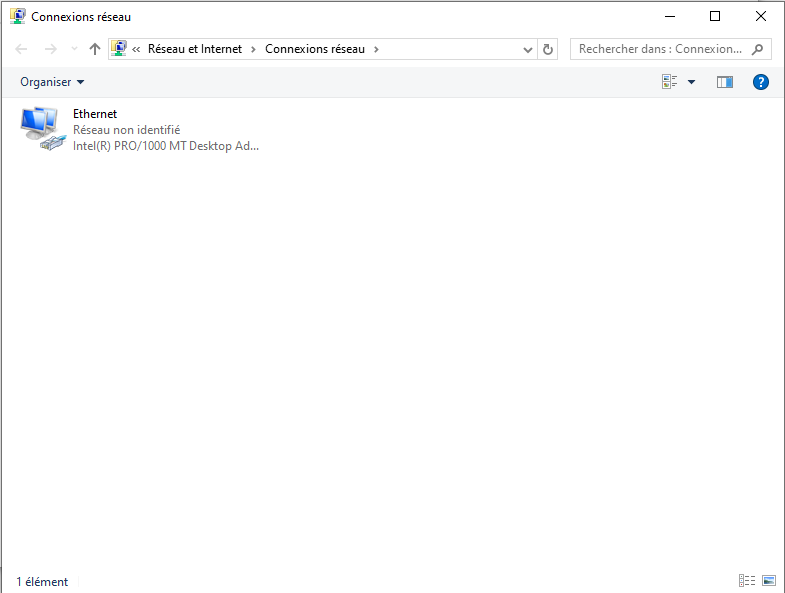 Connexions réseau
« Réseau et Internet > Connexions réseau >
Rechercher dans : Connexion...
Organiser
?
Ethernet
Réseau non identifié
Intel(R) PRO/1000 MT Desktop Ad...
1 élément